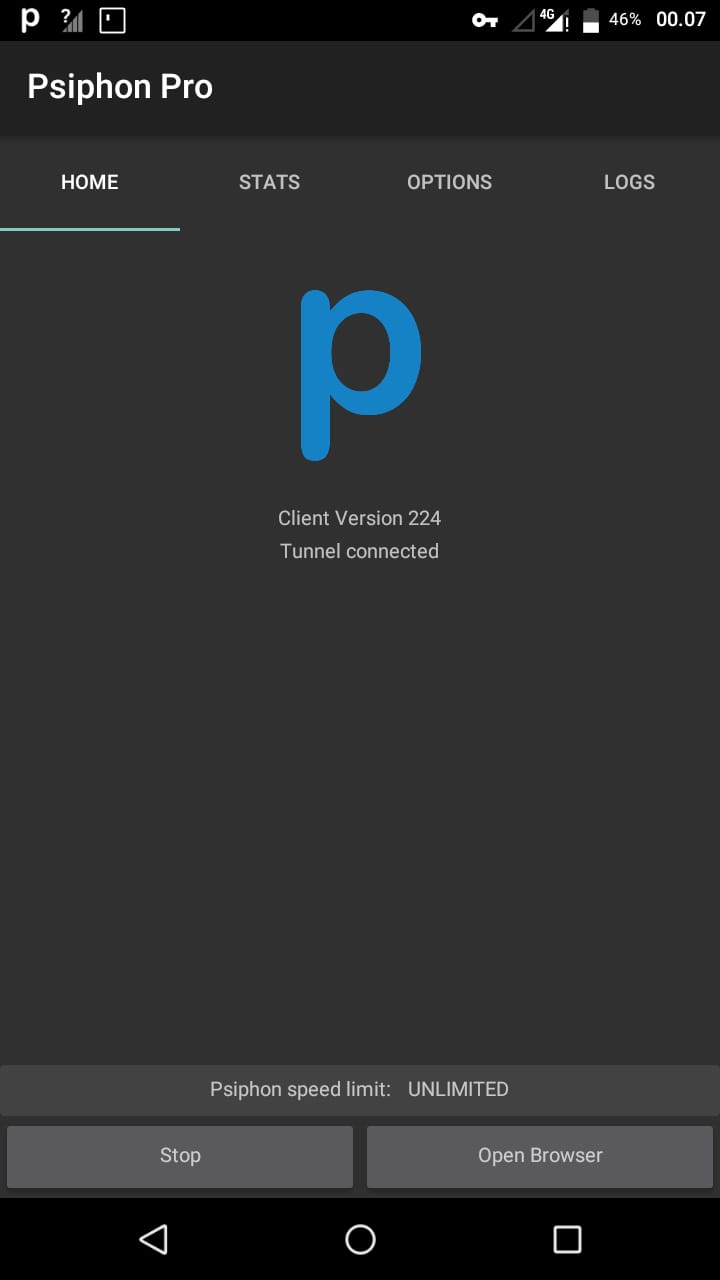 p ? 4G ! 46% 00.07
Psiphon Pro
HOME STATS OPTIONS LOGS
p
Client Version 224
Tunnel connected
Psiphon speed limit: UNLIMITED
Stop Open Browser